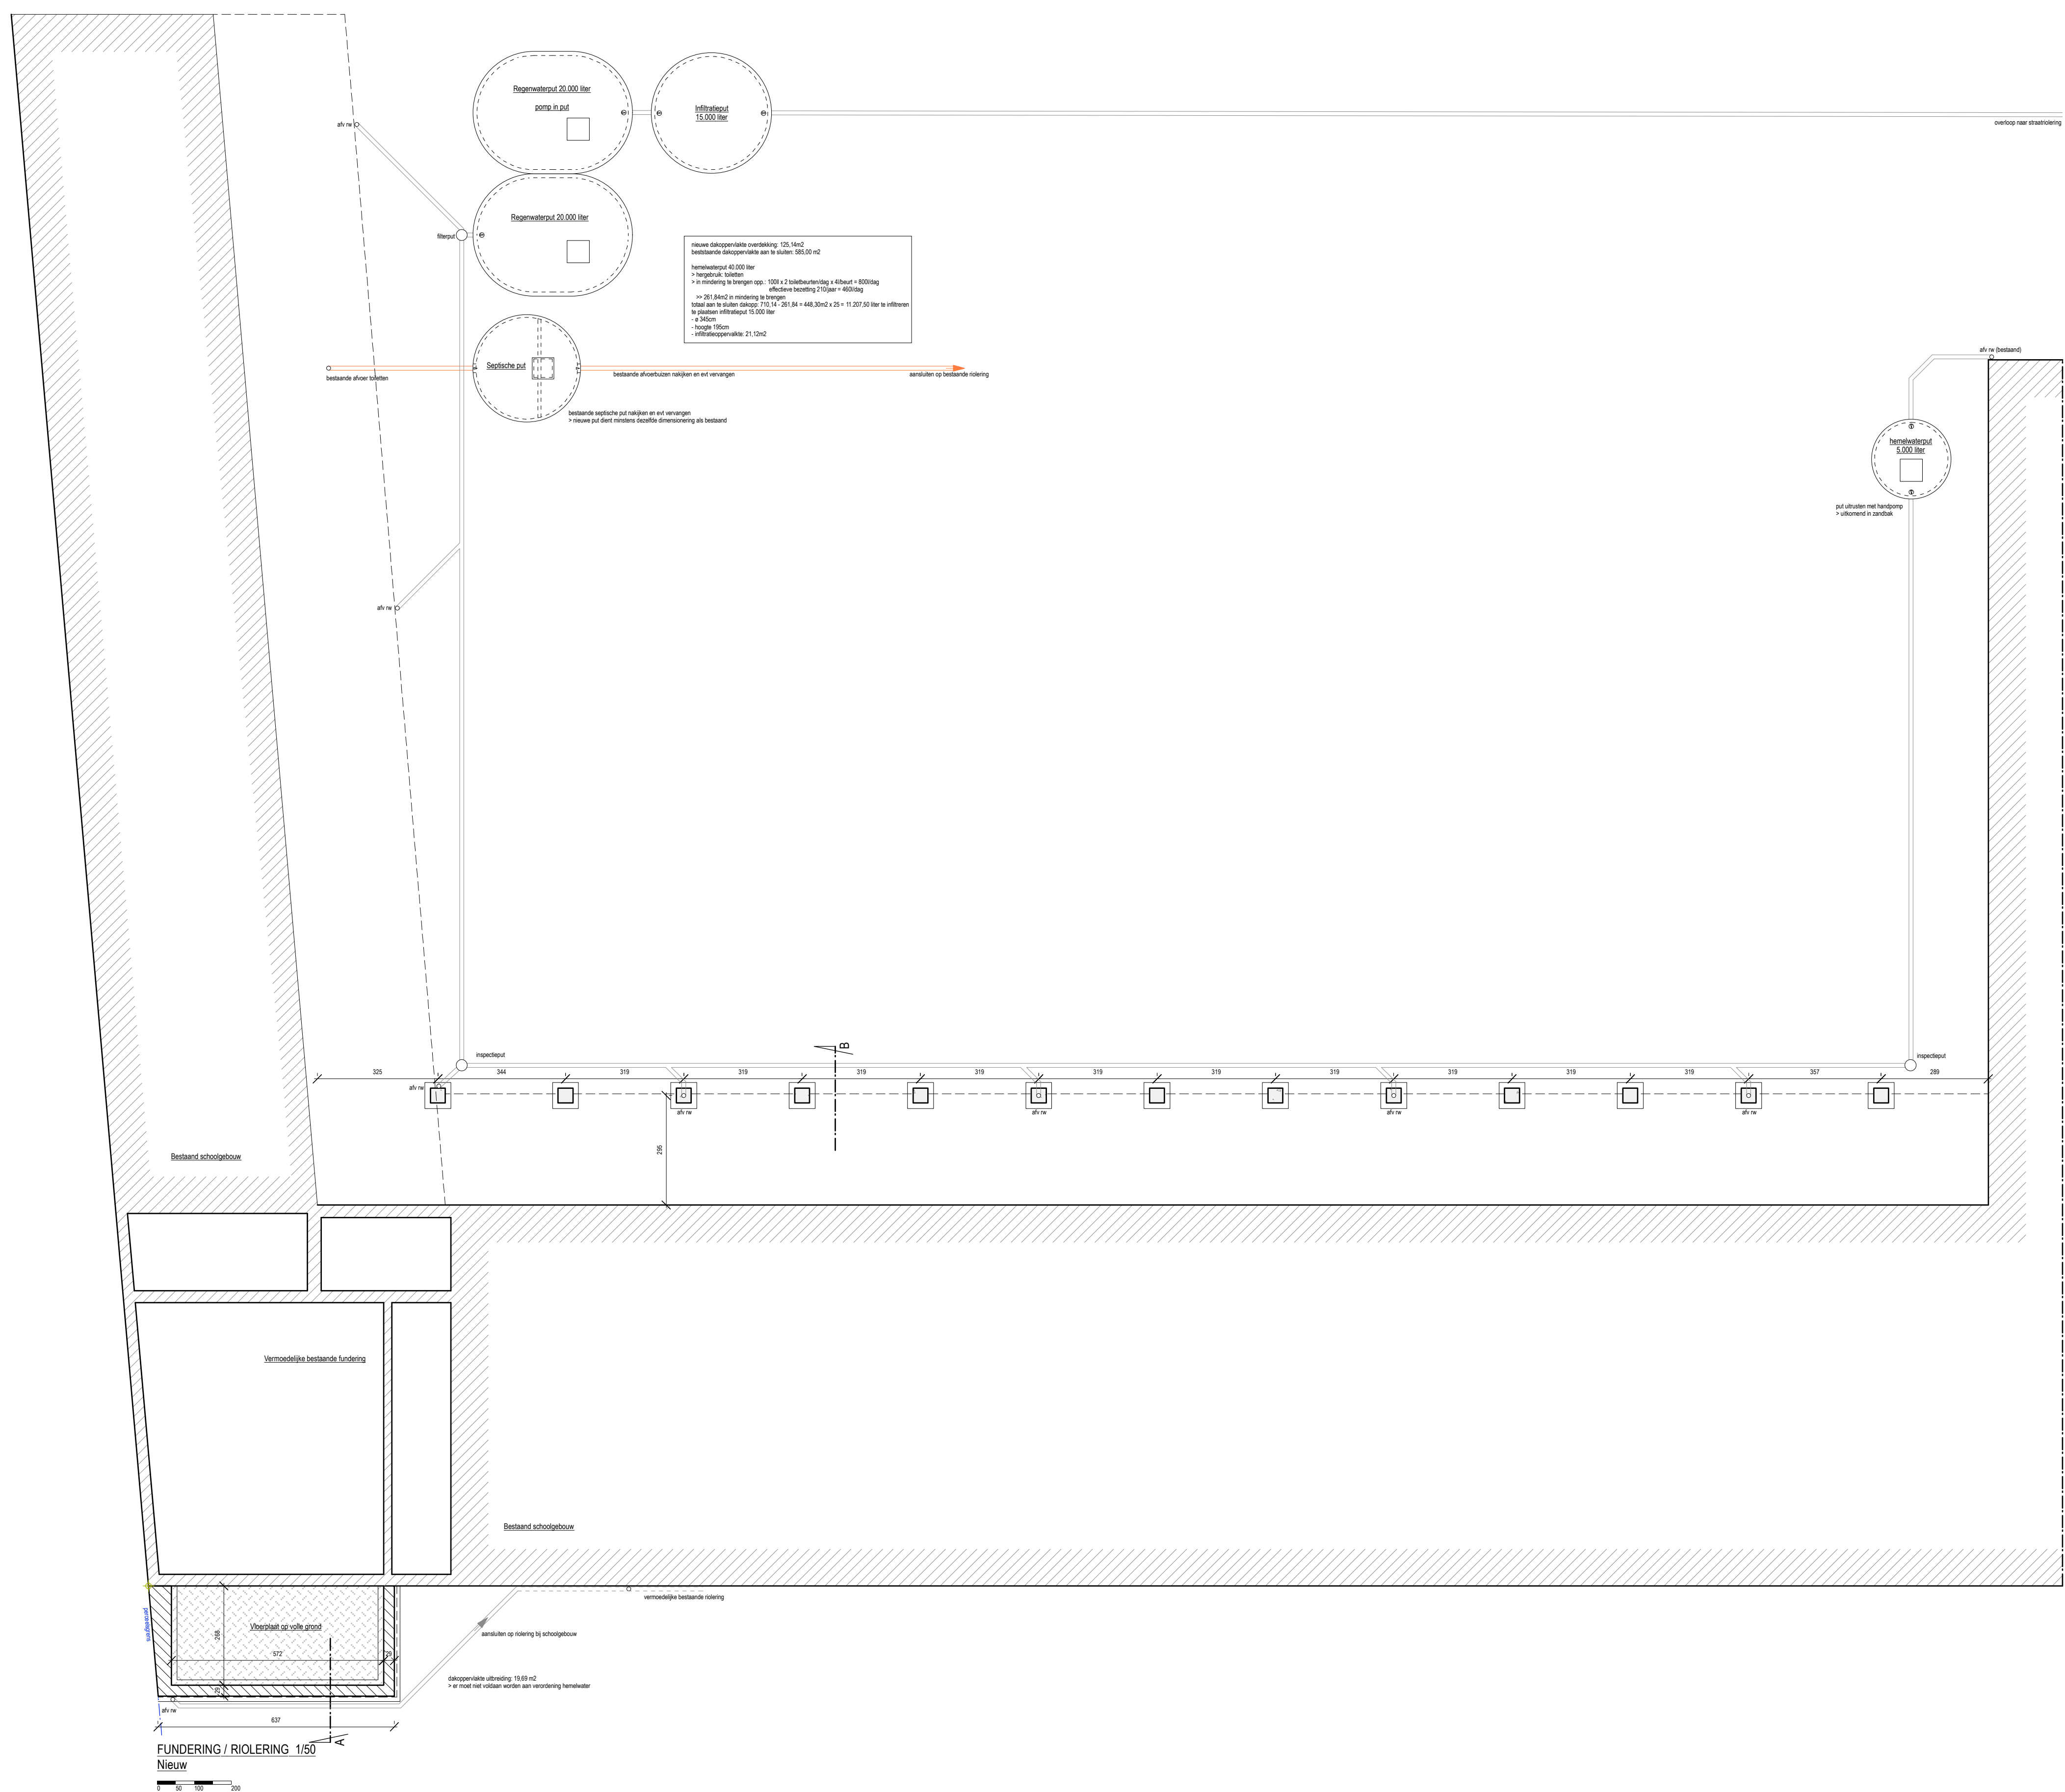 Regenwaterput 20.000 liter
pomp in put
Infiltratieput
15.000 liter
overloop naar straatriolering
afv rw
Regenwaterput 20.000 liter
filterput
nieuwe dakoppervlakte overdekking: 125,14m2
beststaande dakoppervlakte aan te sluiten: 585,00 m2
hemelwaterput 40.000 liter
> hergebruik: toiletten
> in mindering te brengen opp.: 100ll x 2 toiletbeurten/dag x 4l/beurt = 800l/dag
effectieve bezetting 210/jaar = 460l/dag
>> 261,84m2 in mindering te brengen
totaal aan te sluiten dakopp: 710,14 - 261,84 = 448,30m2 x 25 = 11.207,50 liter te infiltreren
te plaatsen infiltratieput 15.000 liter
- ø 345cm
- hoogte 195cm
- infiltratieoppervalkte: 21,12m2
Septische put
bestaande afvoer toiletten
bestaande afvoerbuizen nakijken en evt vervangen
aansluiten op bestaande riolering
bestaande septische put nakijken en evt vervangen
> nieuwe put dient minstens dezelfde dimensionering als bestaand
afv rw (bestaand)
hemelwaterput
5.000 liter
put uitrusten met handpomp
> uitkomend in zandbak
afv rw
inspectieput
B
inspectieput
325 344 319 319 319 319 319 319 319 319 319 319 357 289
afv rw
afv rw
afv rw
afv rw
afv rw
295
Bestaand schoolgebouw
Vermoedelijke bestaande fundering
Bestaand schoolgebouw
vermoedelijke bestaande riolering
perceelsgrens
Vloerplaat op volle grond
268
572
29
29
aansluiten op riolering bij schoolgebouw
dakoppervlakte uitbreiding: 19,69 m2
> er moet niet voldaan worden aan verordening hemelwater
afv rw
637
A
FUNDERING / RIOLERING 1/50
Nieuw
0 50 100 200